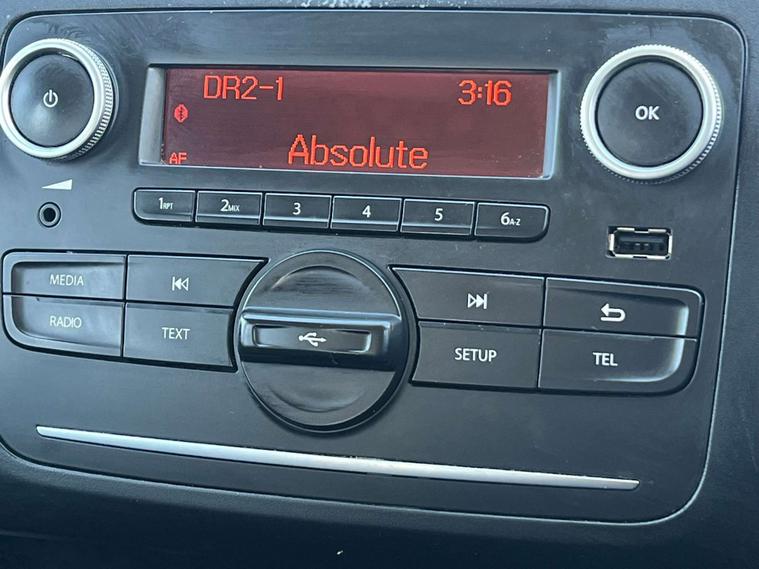 DR2-1 3:16
AF Absolute
OK
1RPT 2MIX 3 4 5 6A-Z
MEDIA
RADIO TEXT SETUP TEL